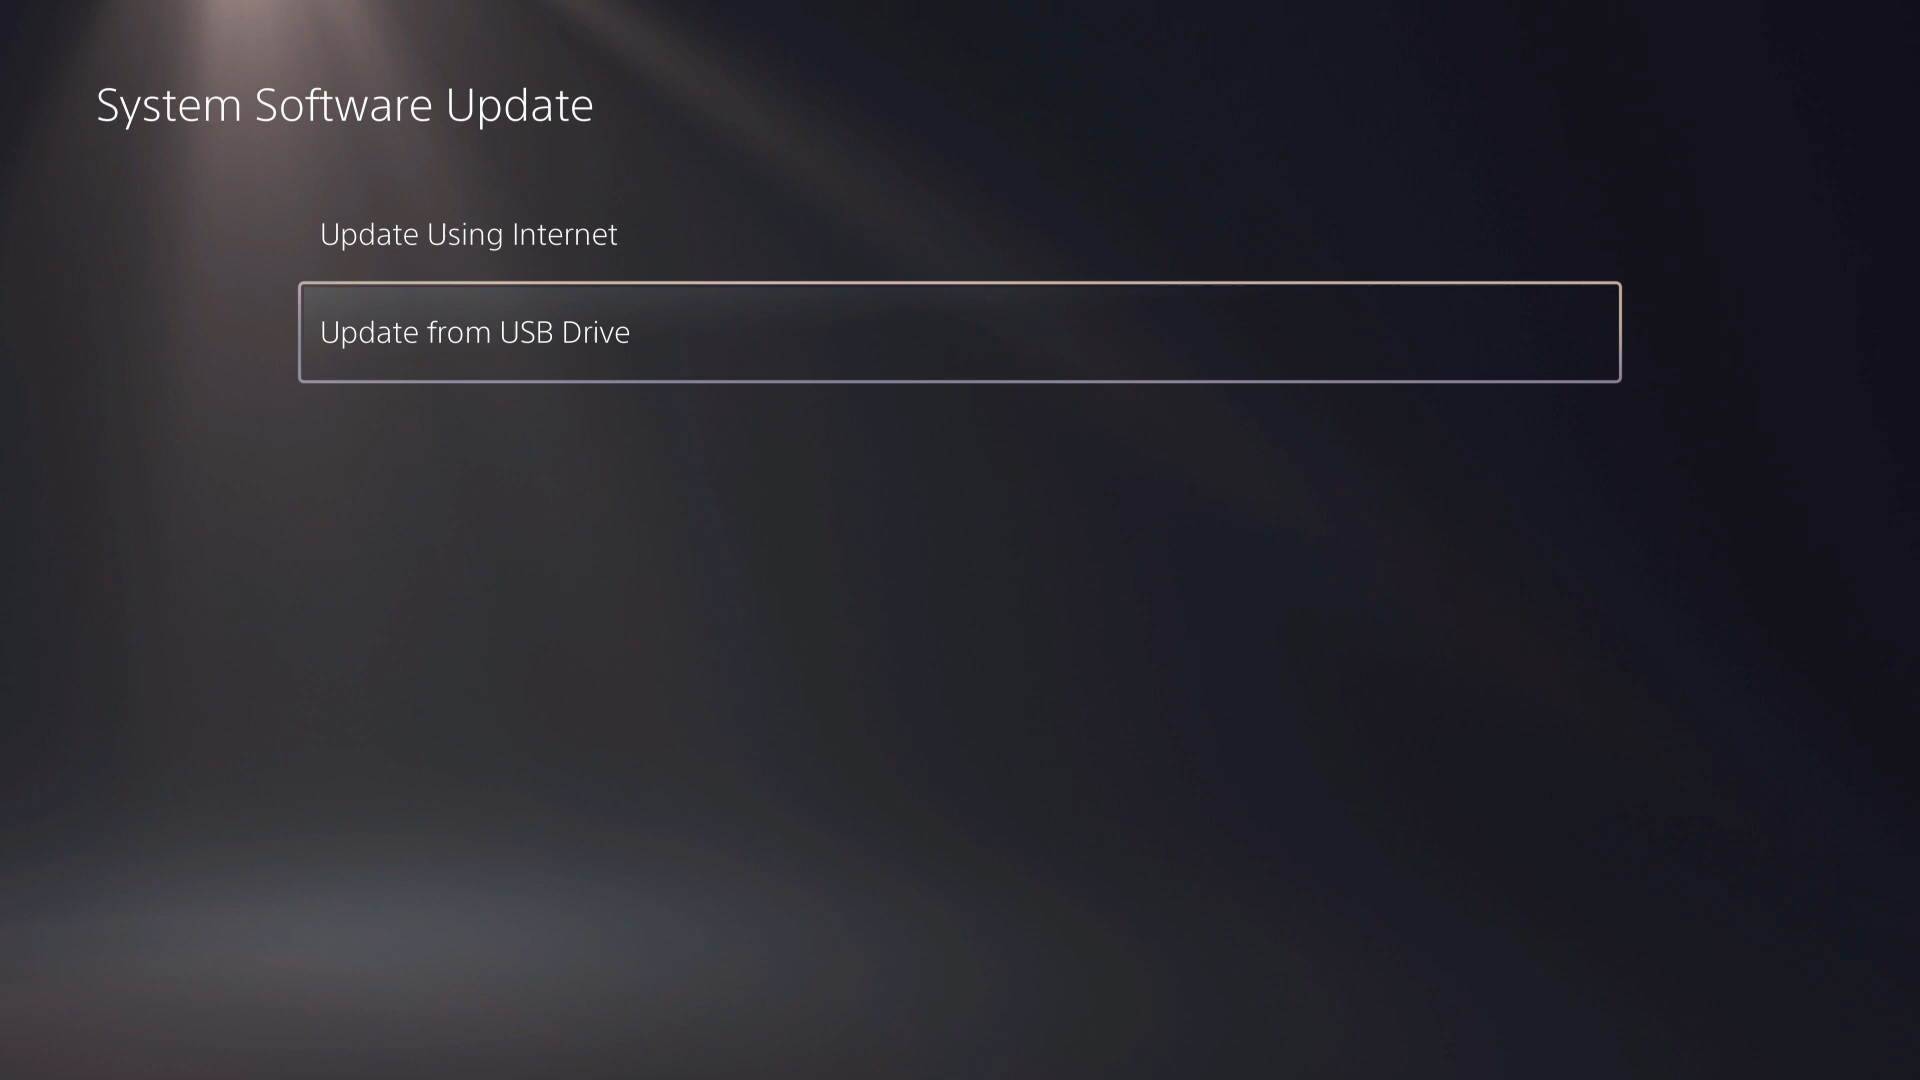 System Software Update
Update Using Internet
Update from USB Drive